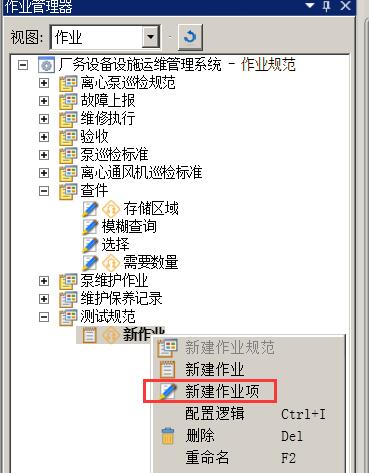 作业管理器
视图: 作业
厂务设备设施运维管理系统 - 作业规范
离心泵巡检规范
故障上报
维修执行
验收
泵巡检标准
离心通风机巡检标准
查件
存储区域
模糊查询
选择
需要数量
泵维护作业
维护保养记录
测试规范
新作业
新建作业规范
新建作业
新建作业项
配置逻辑 Ctrl+I
删除 Del
重命名 F2